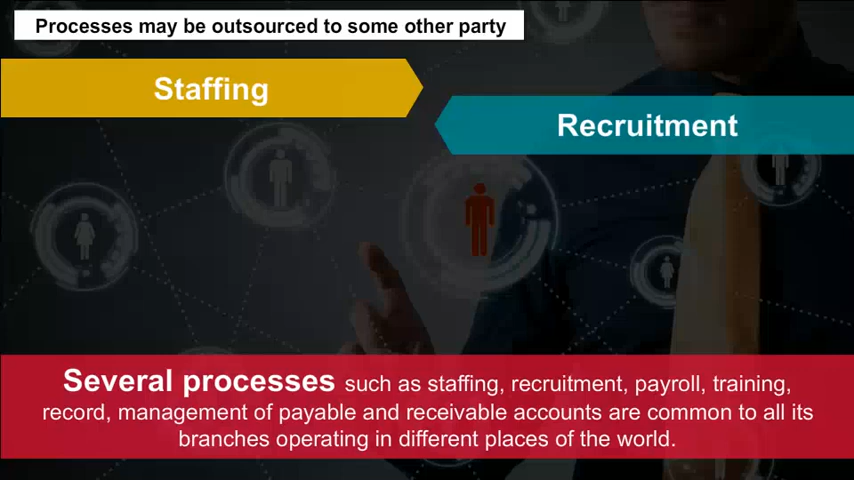 Processes may be outsourced to some other party
Staffing
Recruitment
Several processes such as staffing, recruitment, payroll, training,
record, management of payable and receivable accounts are common to all its
branches operating in different places of the world.